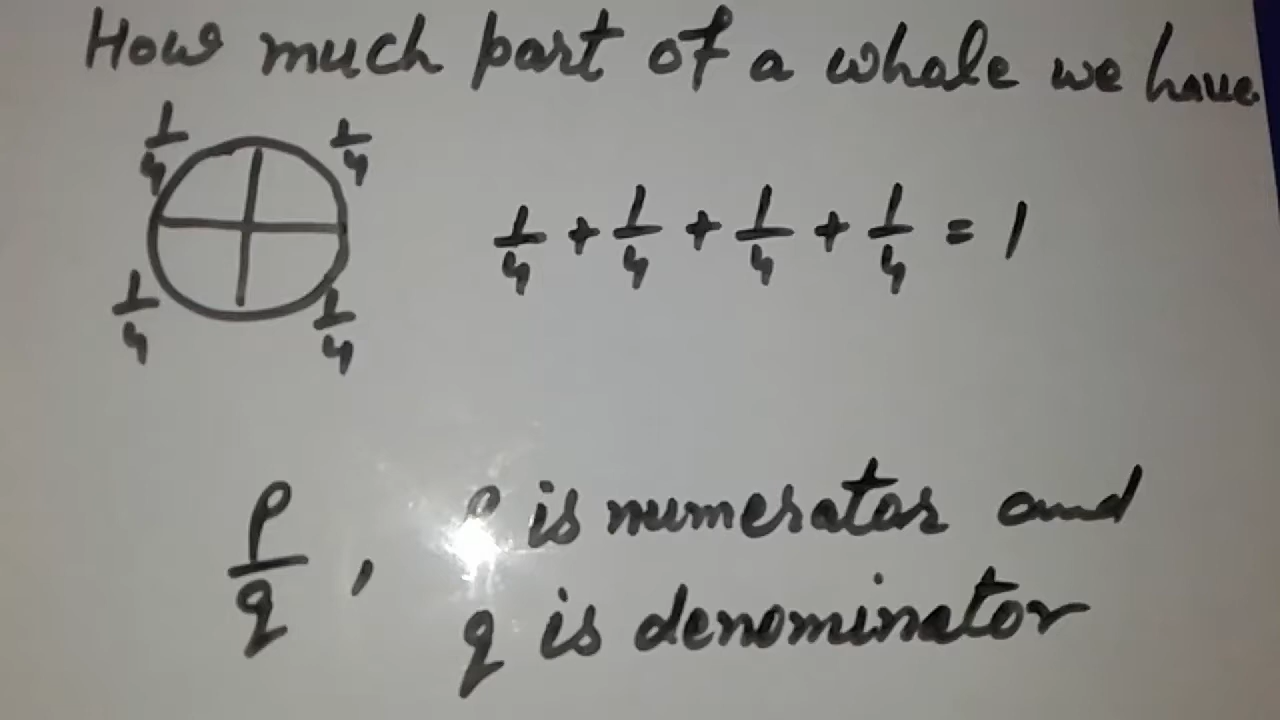 How much part of a whole we have
1/4 1/4
1/4 + 1/4 + 1/4 + 1/4 = 1
1/4 1/4
p/q , p is numerator and
q is denominator